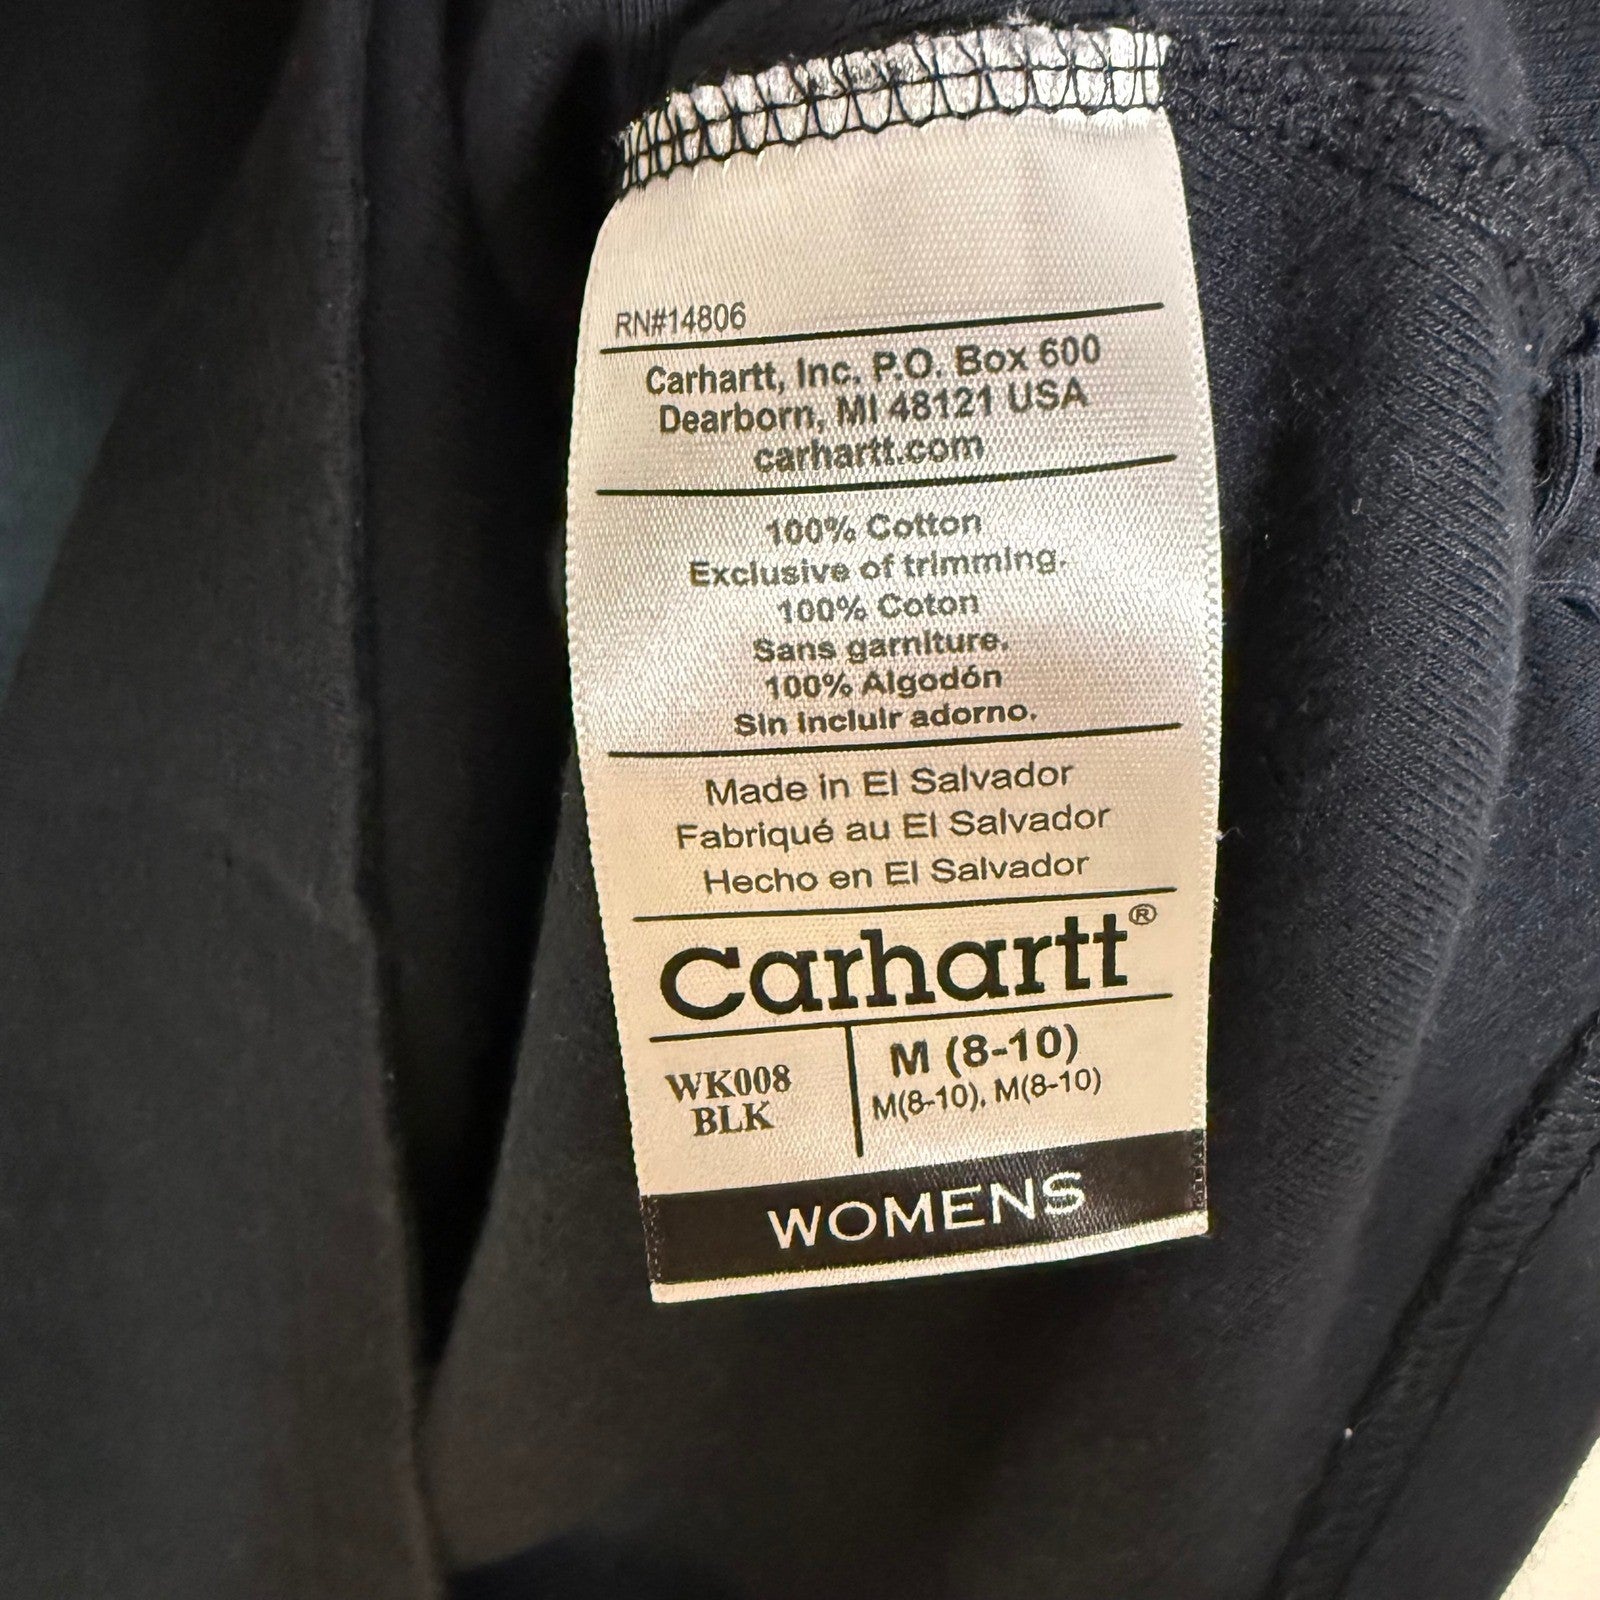 RN#14806
Carhartt, Inc. P.O. Box 600
Dearborn, MI 48121 USA
carhartt.com
100% Cotton
Exclusive of trimming.
100% Coton
Sans garniture.
100% Algodón
Sin incluir adorno.
Made in El Salvador
Fabriqué au El Salvador
Hecho en El Salvador
Carhartt®
WK008
BLK
M (8-10)
M(8-10), M(8-10)
WOMENS